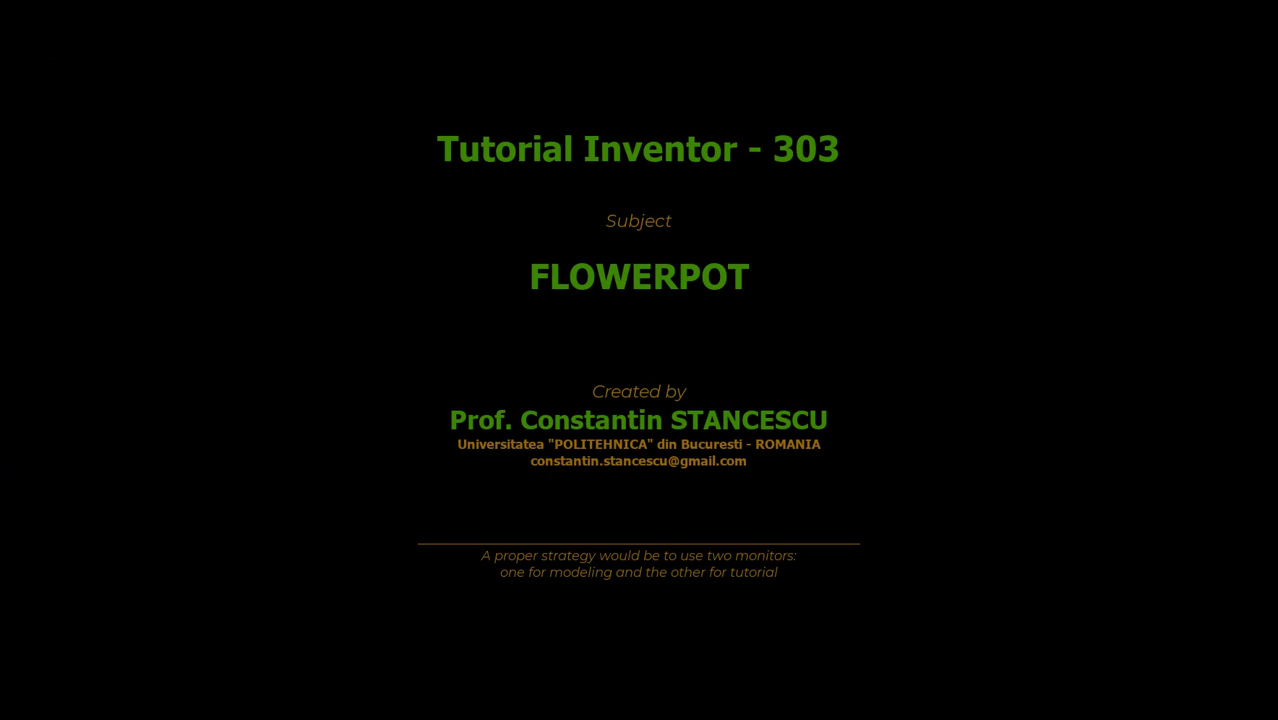 Tutorial Inventor - 303
Subject
FLOWERPOT
Created by
Prof. Constantin STANCESCU
Universitatea "POLITEHNICA" din Bucuresti - ROMANIA
constantin.stancescu@gmail.com
A proper strategy would be to use two monitors:
one for modeling and the other for tutorial